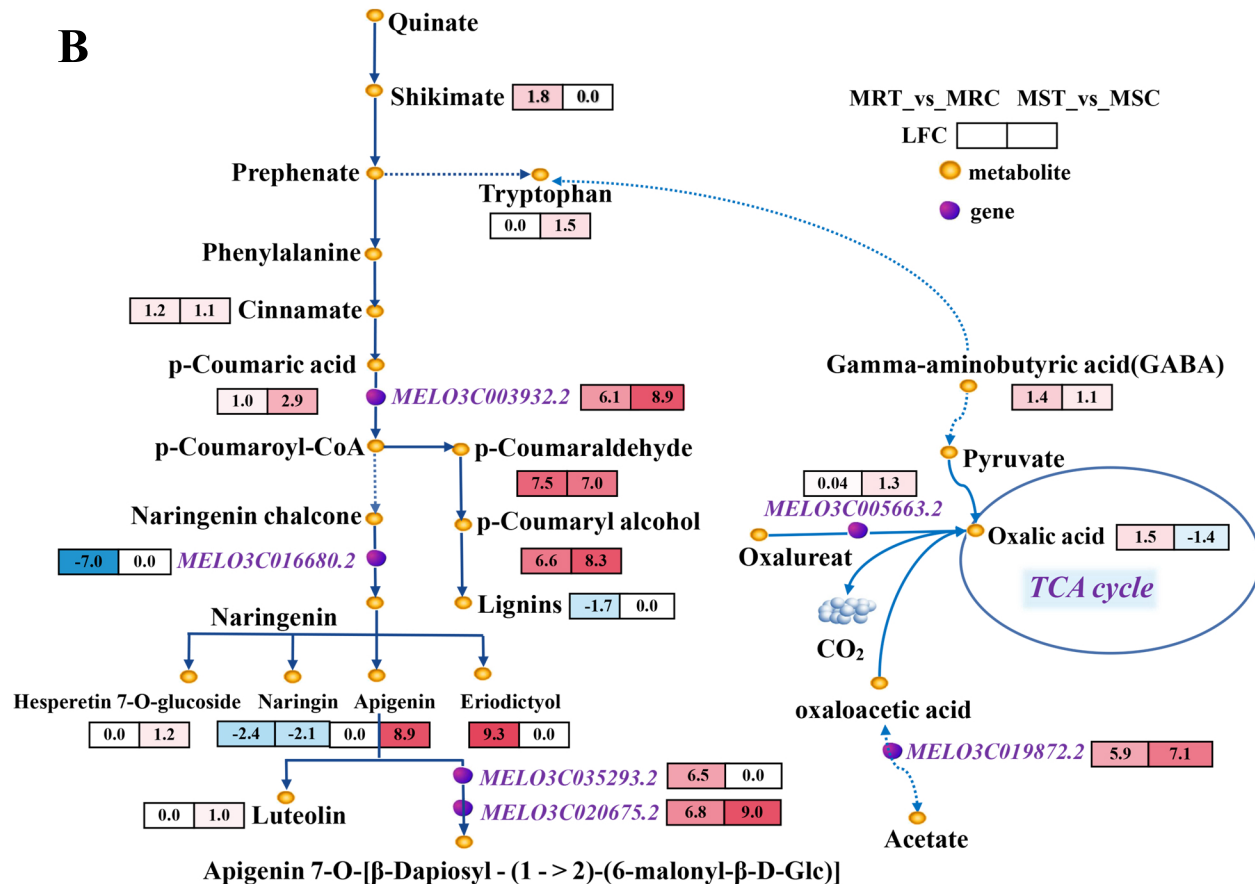 B
Quinate
Shikimate 1.8 0.0
MRT_vs_MRC MST_vs_MSC
LFC
metabolite
gene
Prephenate
Tryptophan
0.0 1.5
Phenylalanine
1.2 1.1 Cinnamate
p-Coumaric acid
1.0 2.9
MELO3C003932.2 6.1 8.9
Gamma-aminobutyric acid(GABA)
1.4 1.1
p-Coumaroyl-CoA
p-Coumaraldehyde
7.5 7.0
Pyruvate
0.04 1.3
MELO3C005663.2
Naringenin chalcone
p-Coumaryl alcohol
6.6 8.3
Oxalureat
Oxalic acid 1.5 -1.4
-7.0 0.0 MELO3C016680.2
TCA cycle
Lignins -1.7 0.0
Naringenin
CO₂
Hesperetin 7-O-glucoside Naringin Apigenin Eriodictyol
0.0 1.2 -2.4 -2.1 0.0 8.9 9.3 0.0
oxaloacetic acid
MELO3C019872.2 5.9 7.1
MELO3C035293.2 6.5 0.0
0.0 1.0 Luteolin
MELO3C020675.2 6.8 9.0
Acetate
Apigenin 7-O-[β-Dapiosyl - (1 - > 2)-(6-malonyl-β-D-Glc)]